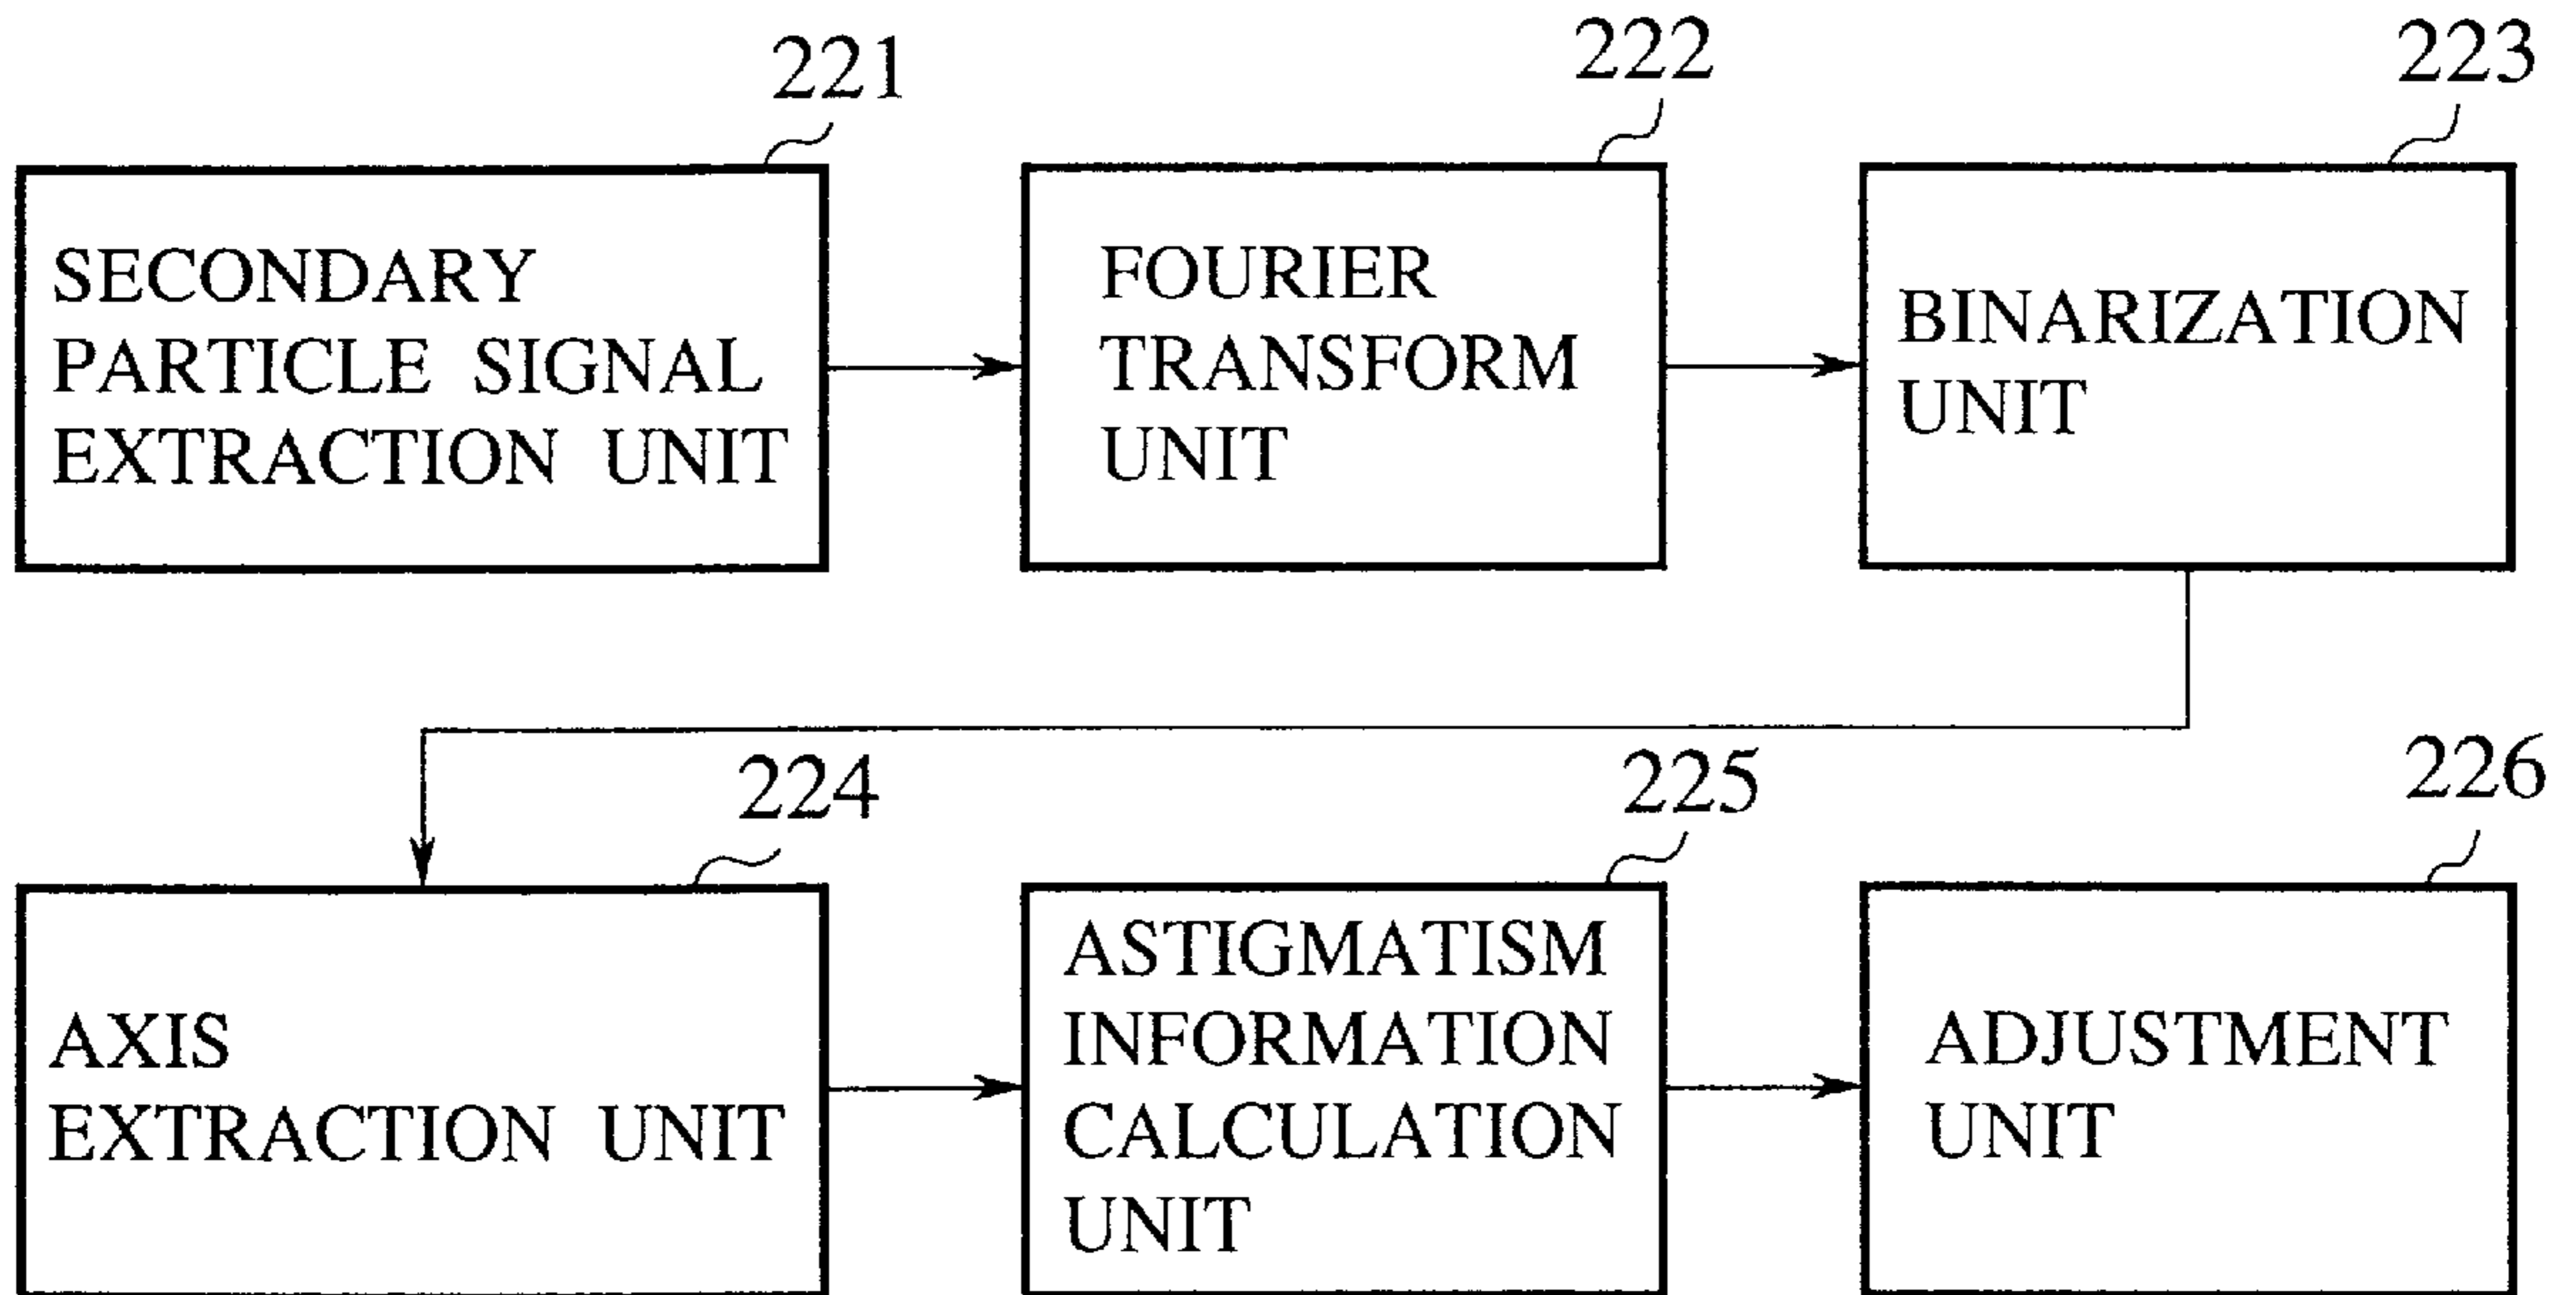 221
SECONDARY
PARTICLE SIGNAL
EXTRACTION UNIT
222
FOURIER
TRANSFORM
UNIT
223
BINARIZATION
UNIT
224
AXIS
EXTRACTION UNIT
225
ASTIGMATISM
INFORMATION
CALCULATION
UNIT
226
ADJUSTMENT
UNIT